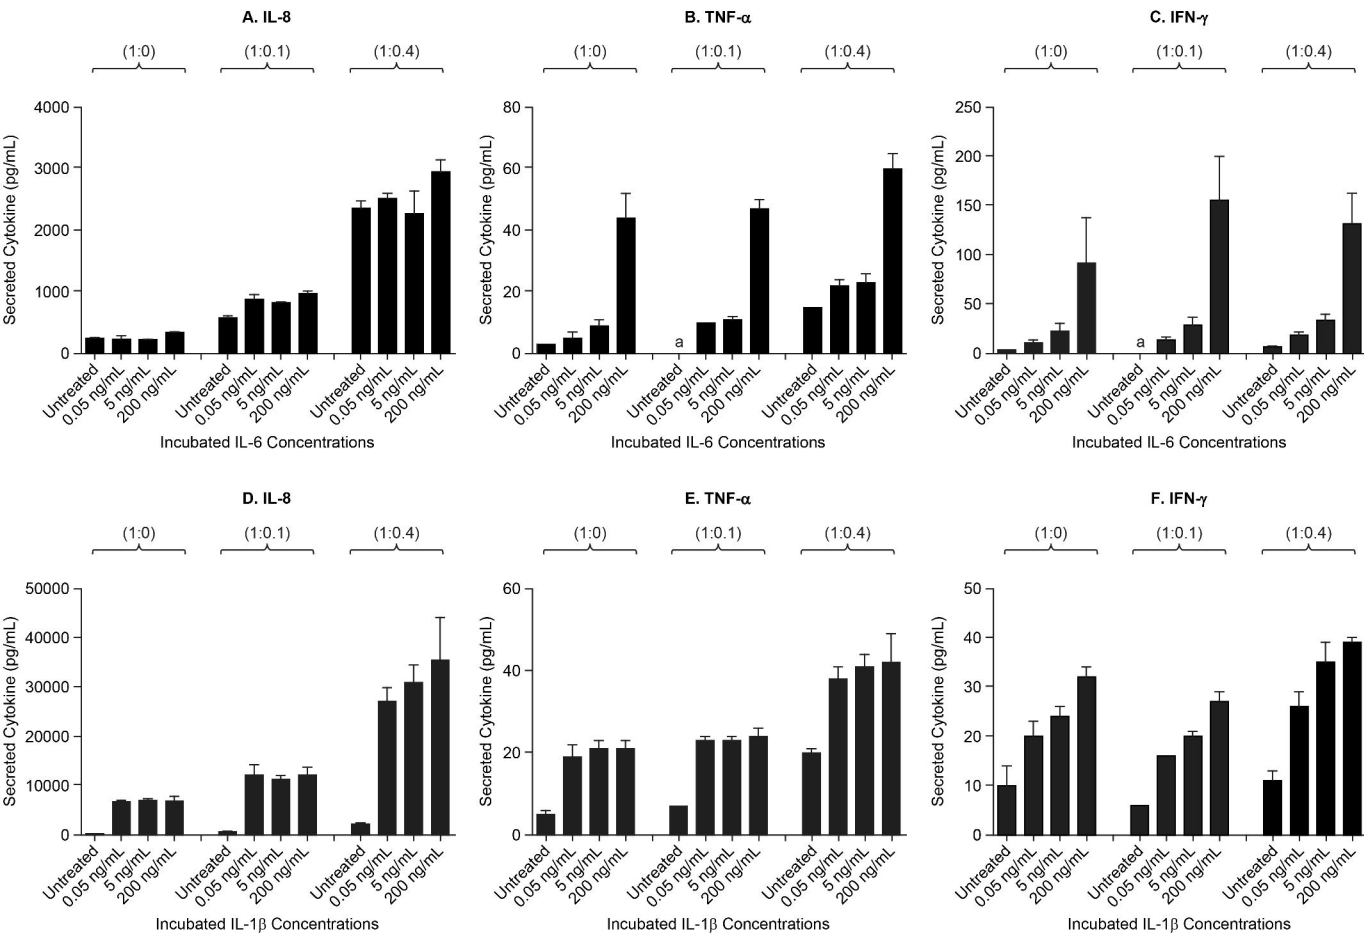 A. IL-8
(1:0) (1:0.1) (1:0.4)
Secreted Cytokine (pg/mL)
4000
3000
2000
1000
0
Untreated 0.05 ng/mL 5 ng/mL 200 ng/mL Untreated 0.05 ng/mL 5 ng/mL 200 ng/mL Untreated 0.05 ng/mL 5 ng/mL 200 ng/mL
Incubated IL-6 Concentrations
B. TNF-α
(1:0) (1:0.1) (1:0.4)
Secreted Cytokine (pg/mL)
80
60
40
20
0
a
Untreated 0.05 ng/mL 5 ng/mL 200 ng/mL Untreated 0.05 ng/mL 5 ng/mL 200 ng/mL Untreated 0.05 ng/mL 5 ng/mL 200 ng/mL
Incubated IL-6 Concentrations
C. IFN-γ
(1:0) (1:0.1) (1:0.4)
Secreted Cytokine (pg/mL)
250
200
150
100
50
0
a
Untreated 0.05 ng/mL 5 ng/mL 200 ng/mL Untreated 0.05 ng/mL 5 ng/mL 200 ng/mL Untreated 0.05 ng/mL 5 ng/mL 200 ng/mL
Incubated IL-6 Concentrations
D. IL-8
(1:0) (1:0.1) (1:0.4)
Secreted Cytokine (pg/mL)
50000
40000
30000
20000
10000
0
Untreated 0.05 ng/mL 5 ng/mL 200 ng/mL Untreated 0.05 ng/mL 5 ng/mL 200 ng/mL Untreated 0.05 ng/mL 5 ng/mL 200 ng/mL
Incubated IL-1β Concentrations
E. TNF-α
(1:0) (1:0.1) (1:0.4)
Secreted Cytokine (pg/mL)
60
40
20
0
Untreated 0.05 ng/mL 5 ng/mL 200 ng/mL Untreated 0.05 ng/mL 5 ng/mL 200 ng/mL Untreated 0.05 ng/mL 5 ng/mL 200 ng/mL
Incubated IL-1β Concentrations
F. IFN-γ
(1:0) (1:0.1) (1:0.4)
Secreted Cytokine (pg/mL)
50
40
30
20
10
0
Untreated 0.05 ng/mL 5 ng/mL 200 ng/mL Untreated 0.05 ng/mL 5 ng/mL 200 ng/mL Untreated 0.05 ng/mL 5 ng/mL 200 ng/mL
Incubated IL-1β Concentrations